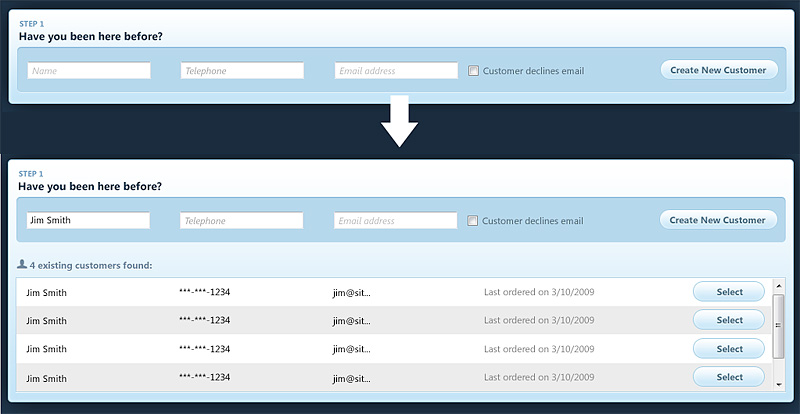 STEP 1
Have you been here before?
Name Telephone Email address Customer declines email Create New Customer
STEP 1
Have you been here before?
Jim Smith Telephone Email address Customer declines email Create New Customer
4 existing customers found:
Jim Smith ***-***-1234 jim@sit... Last ordered on 3/10/2009 Select
Jim Smith ***-***-1234 jim@sit... Last ordered on 3/10/2009 Select
Jim Smith ***-***-1234 jim@sit... Last ordered on 3/10/2009 Select
Jim Smith ***-***-1234 jim@sit... Last ordered on 3/10/2009 Select